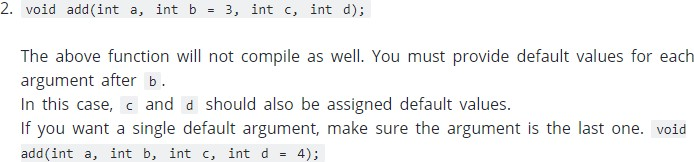 2. void add(int a, int b = 3, int c, int d);
The above function will not compile as well. You must provide default values for each
argument after b.
In this case, c and d should also be assigned default values.
If you want a single default argument, make sure the argument is the last one. void
add(int a, int b, int c, int d = 4);